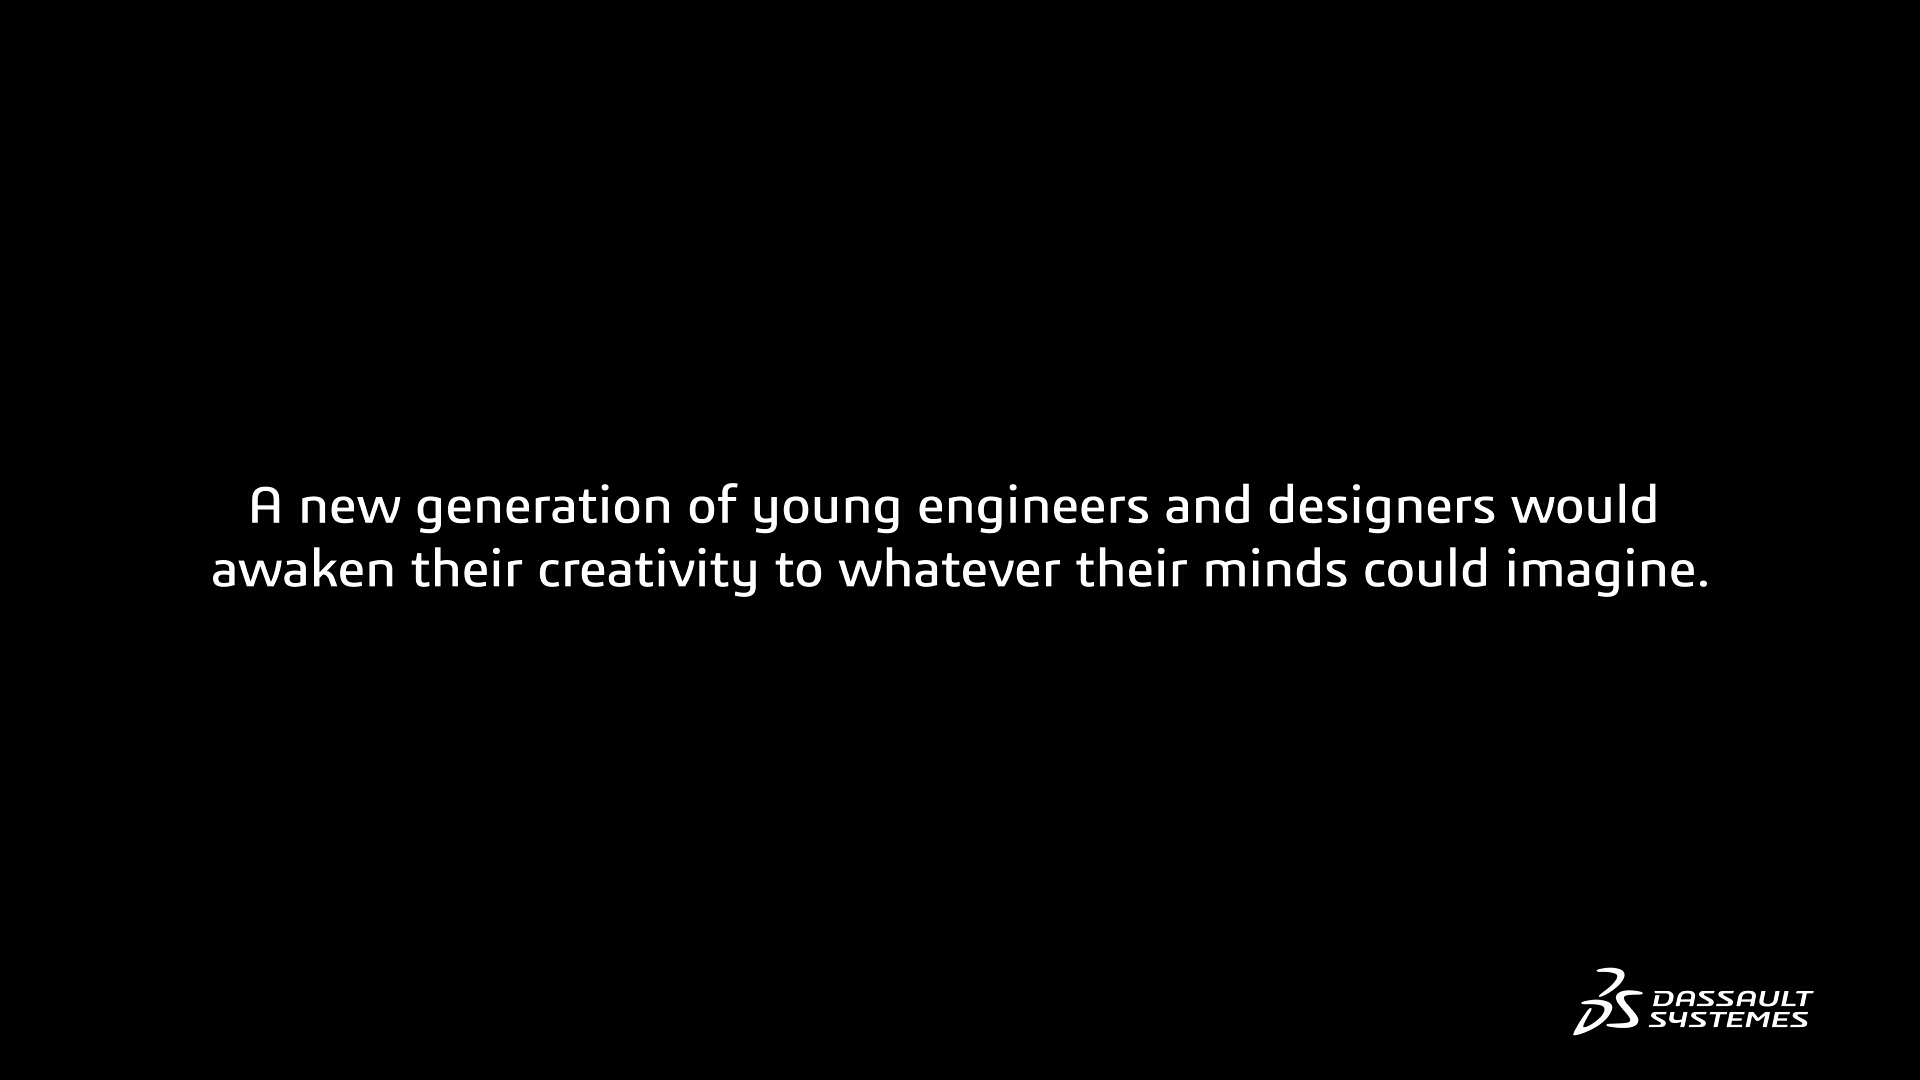 A new generation of young engineers and designers would
awaken their creativity to whatever their minds could imagine.
3DS DASSAULT
SYSTEMES